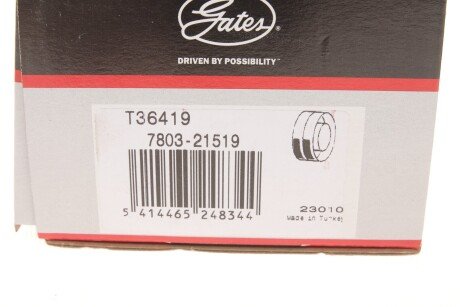 Gates
DRIVEN BY POSSIBILITY™
T36419
7803-21519
5 414465 248344
23010
Made in Turkey